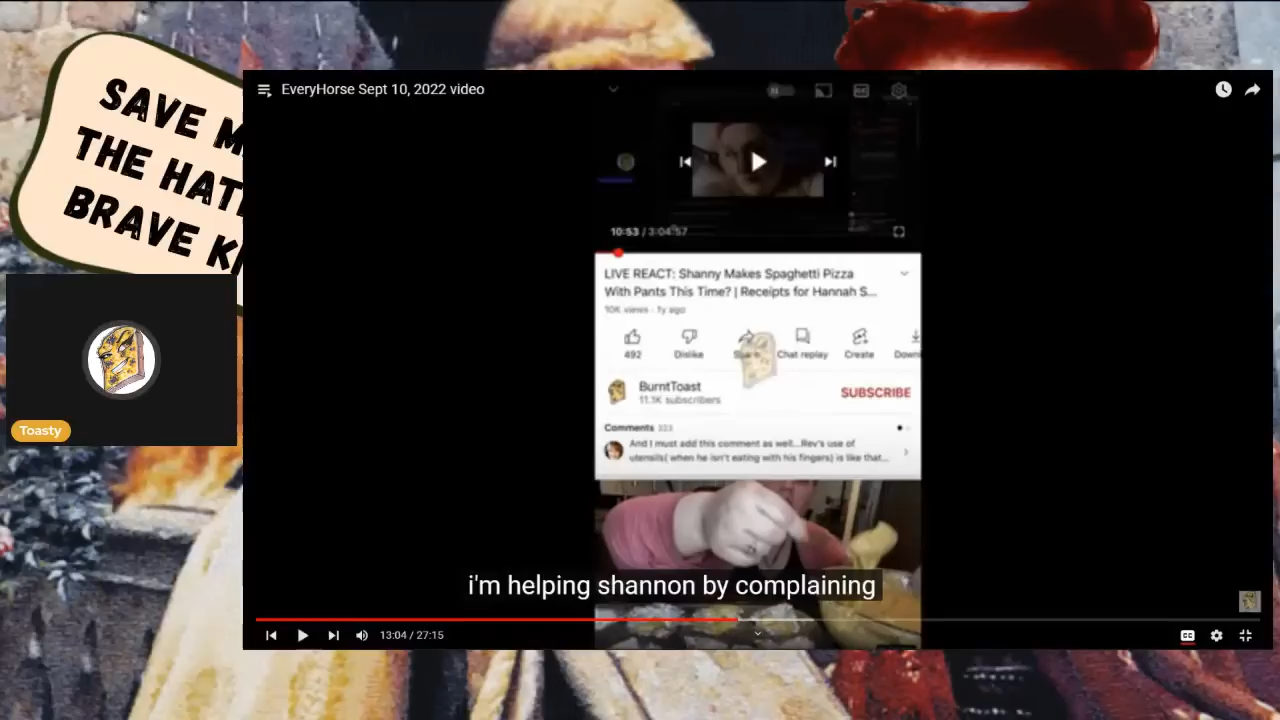 SAVE M
THE HAT
BRAVE K
Toasty
EveryHorse Sept 10, 2022 video
10:53 / 3:04:57
LIVE REACT: Shanny Makes Spaghetti Pizza
With Pants This Time? | Receipts for Hannah S...
10K views · 1y ago
492
Dislike
Chat replay
Create
Down
BurntToast
11.1K subscribers
SUBSCRIBE
Comments 323
And I must add this comment as well...Rev's use of
utensils( when he isn't eating with his fingers) is like that...
i'm helping shannon by complaining
13:04 / 27:15